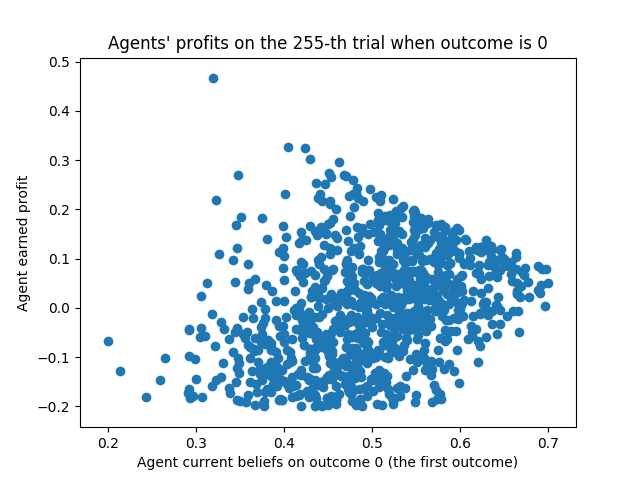 Agents' profits on the 255-th trial when outcome is 0
0.5
0.4
0.3
0.2
0.1
0.0
−0.1
−0.2
Agent earned profit
0.2 0.3 0.4 0.5 0.6 0.7
Agent current beliefs on outcome 0 (the first outcome)